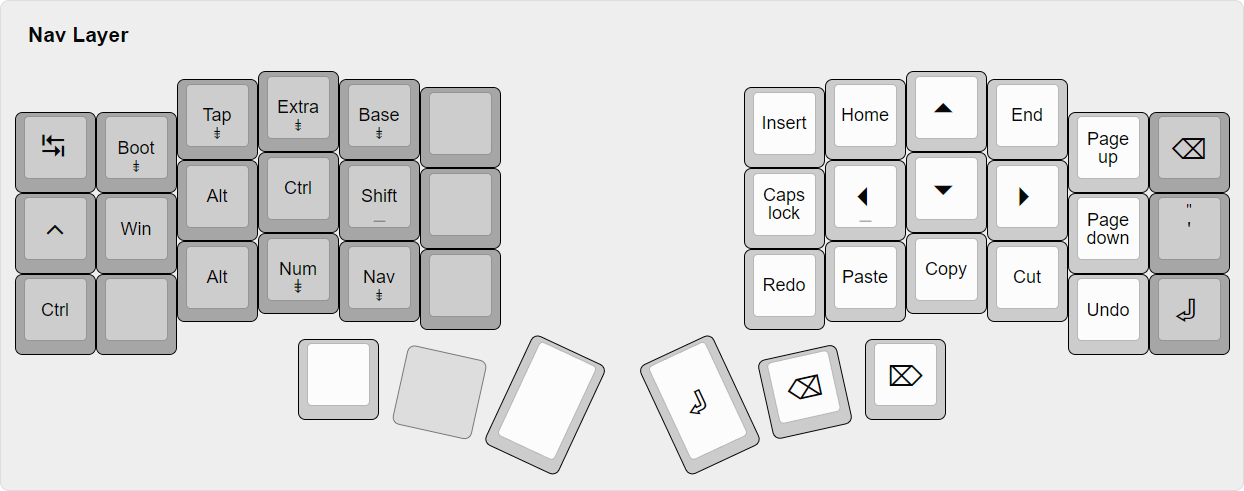 Nav Layer
↹
Boot
⇟
Tap
⇟
Extra
⇟
Base
⇟
Insert
Home
▲
End
Page
up
⌫
^
Win
Alt
Ctrl
Shift
_
Caps
lock
◀
_
▼
▶
Page
down
"
'
Ctrl
Alt
Num
⇟
Nav
⇟
Redo
Paste
Copy
Cut
Undo
⏎
⏎
⌫
⌦